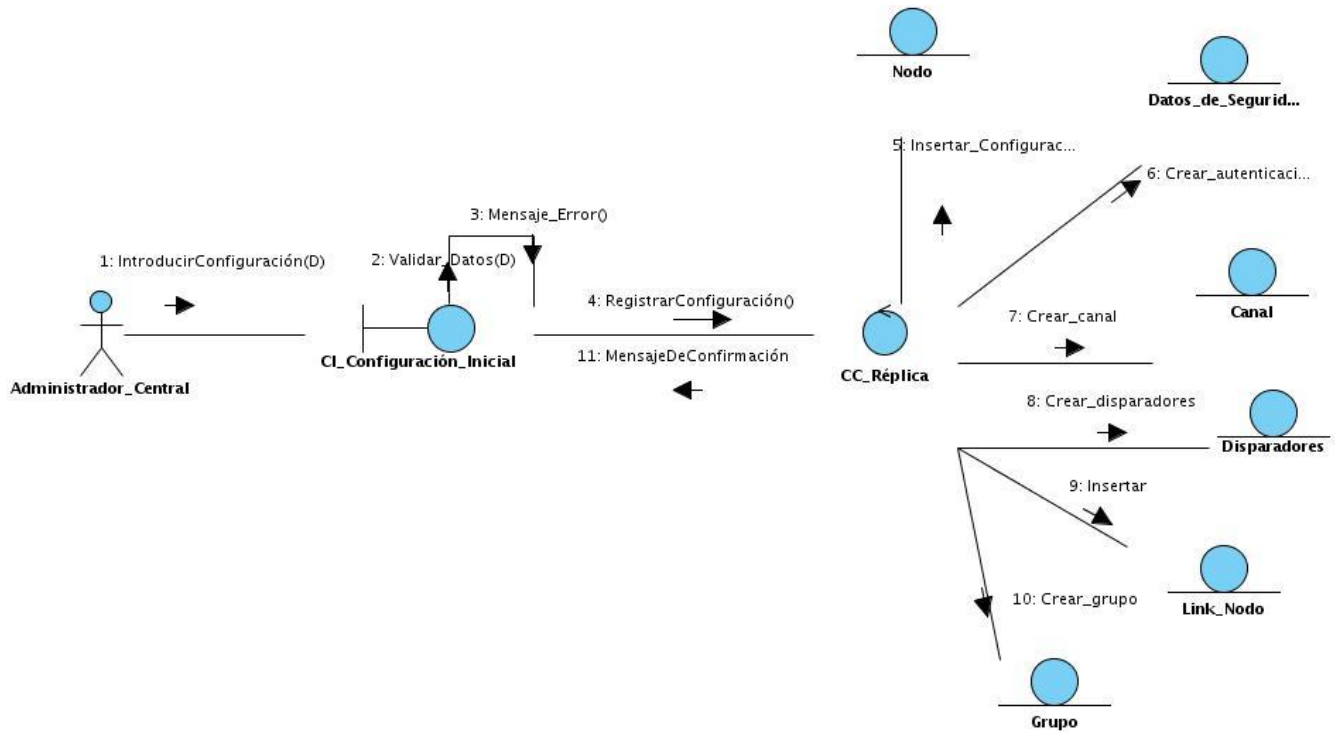 Nodo
Datos_de_Segurid...
5: Insertar_Configurac...
6: Crear_autenticaci...
3: Mensaje_Error()
1: IntroducirConfiguración(D)
2: Validar_Datos(D)
4: RegistrarConfiguración()
7: Crear_canal
Canal
CI_Configuración_Inicial
11: MensajeDeConfirmación
CC_Réplica
Administrador_Central
8: Crear_disparadores
Disparadores
9: Insertar
10: Crear_grupo
Link_Nodo
Grupo